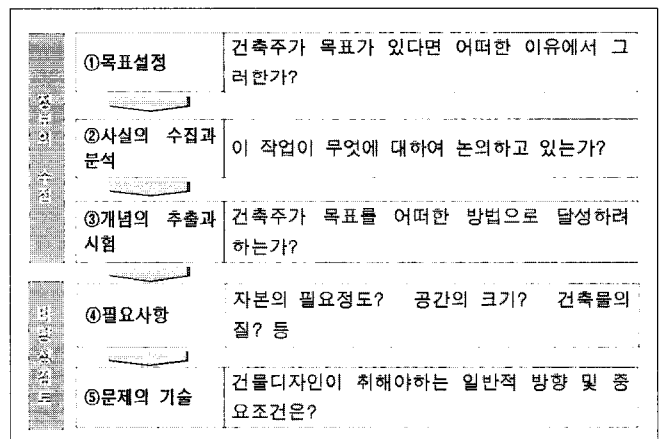 ①목표설정
건축주가 목표가 있다면 어떠한 이유에서 그
러한가?
②사실의 수집과
분석
이 작업이 무엇에 대하여 논의하고 있는가?
③개념의 추출과
시험
건축주가 목표를 어떠한 방법으로 달성하려
하는가?
④필요사항
자본의 필요정도? 공간의 크기? 건축물의
질? 등
⑤문제의 기술
건물디자인이 취해야하는 일반적 방향 및 중
요조건은?